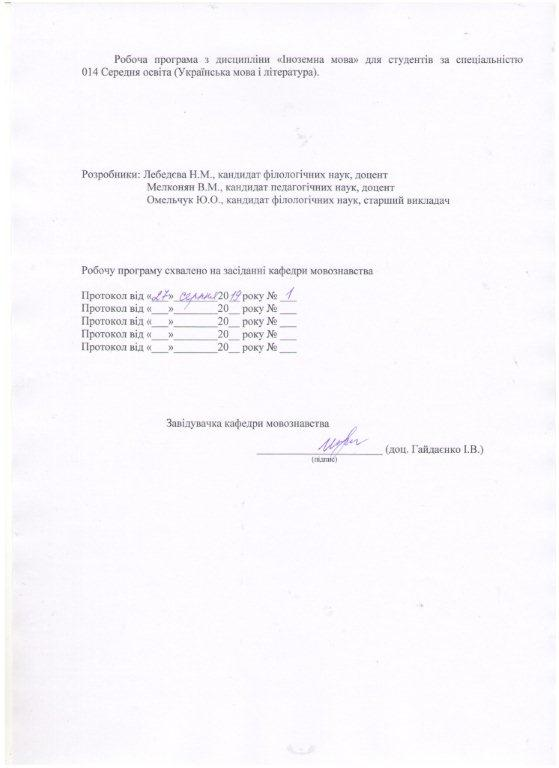 Робоча програма з дисципліни «Іноземна мова» для студентів за спеціальністю
014 Середня освіта (Українська мова і література).
Розробники: Лебедєва Н.М., кандидат філологічних наук, доцент
Мелконян В.М., кандидат педагогічних наук, доцент
Омельчук Ю.О., кандидат філологічних наук, старший викладач
Робочу програму схвалено на засіданні кафедри мовознавства
Протокол від «27» серпня 2019 року № 1
Протокол від «___»________20__ року № ___
Протокол від «___»________20__ року № ___
Протокол від «___»________20__ року № ___
Протокол від «___»________20__ року № ___
Завідувачка кафедри мовознавства
_______________________ (доц. Гайдаєнко І.В.)
(підпис)